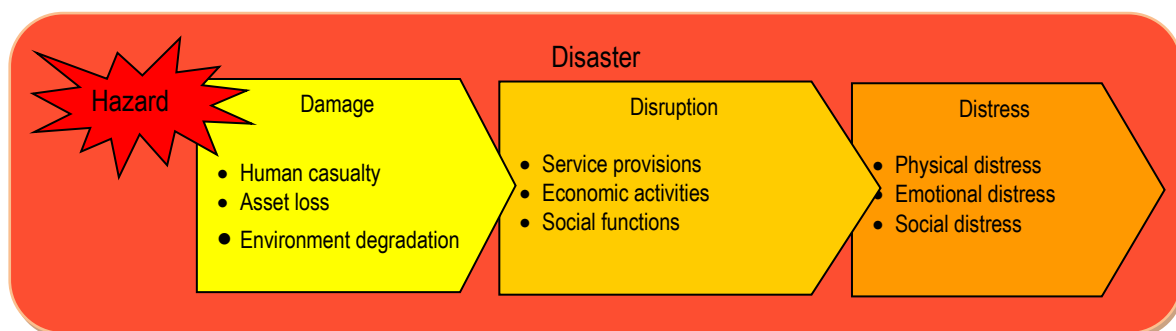 Disaster
Hazard
Damage
• Human casualty
• Asset loss
• Environment degradation
Disruption
• Service provisions
• Economic activities
• Social functions
Distress
• Physical distress
• Emotional distress
• Social distress